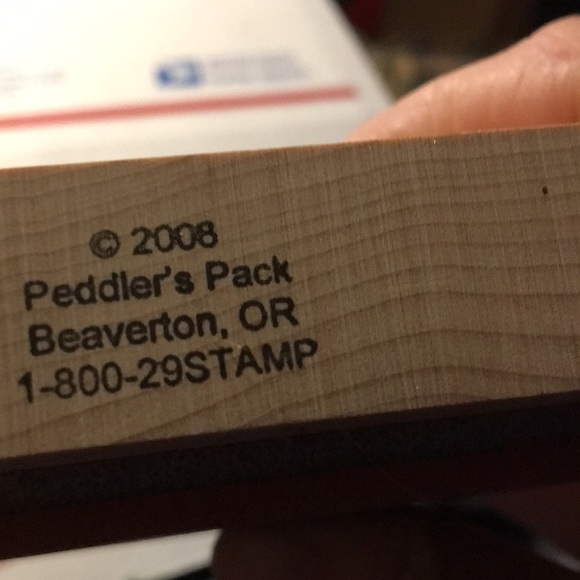 © 2008
Peddler's Pack
Beaverton, OR
1-800-29STAMP